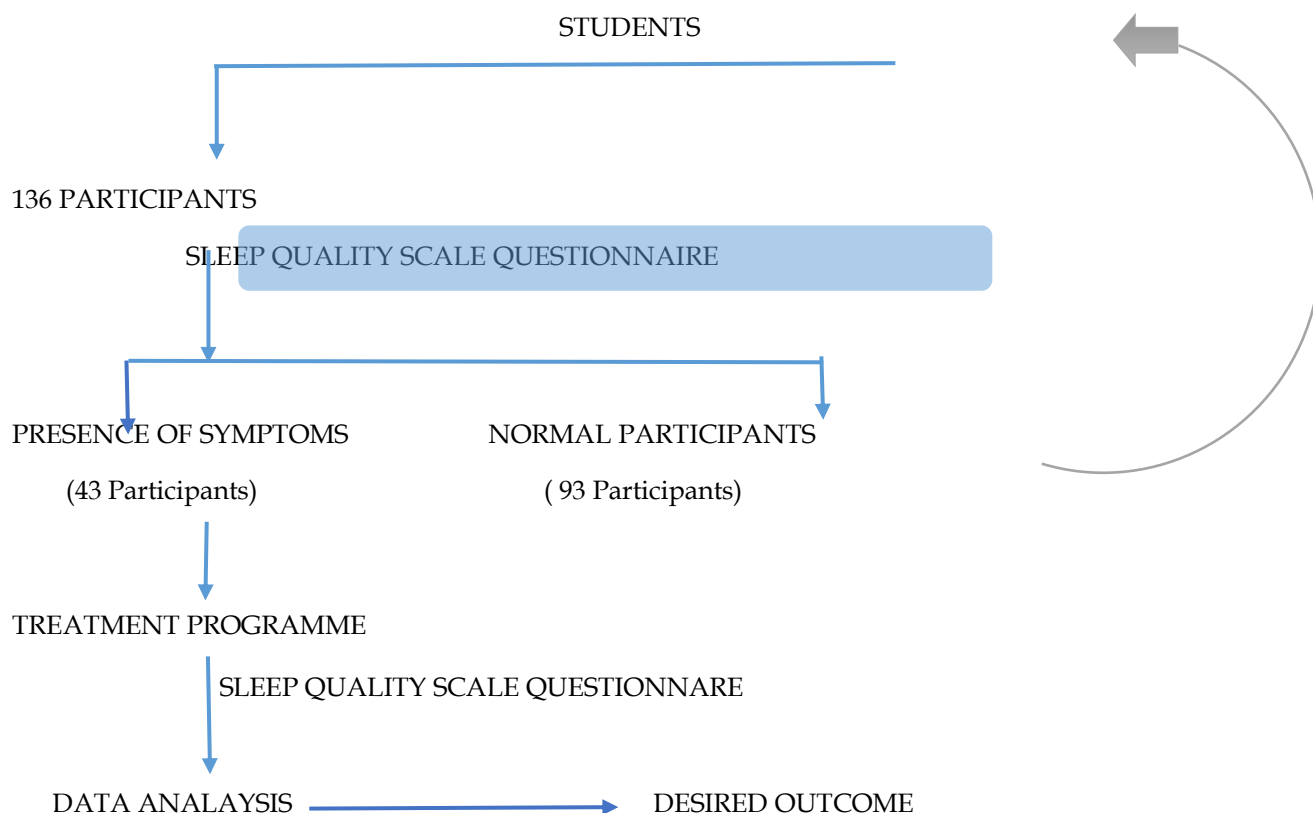 STUDENTS
136 PARTICIPANTS
SLEEP QUALITY SCALE QUESTIONNAIRE
PRESENCE OF SYMPTOMS
NORMAL PARTICIPANTS
(43 Participants)
( 93 Participants)
TREATMENT PROGRAMME
SLEEP QUALITY SCALE QUESTIONNARE
DATA ANALAYSIS
DESIRED OUTCOME